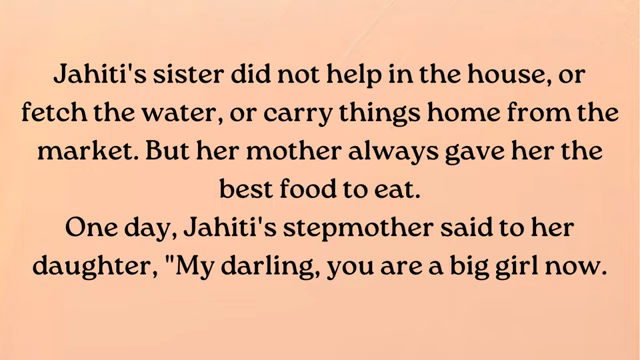 Jahiti's sister did not help in the house, or
fetch the water, or carry things home from the
market. But her mother always gave her the
best food to eat.
One day, Jahiti's stepmother said to her
daughter, "My darling, you are a big girl now.